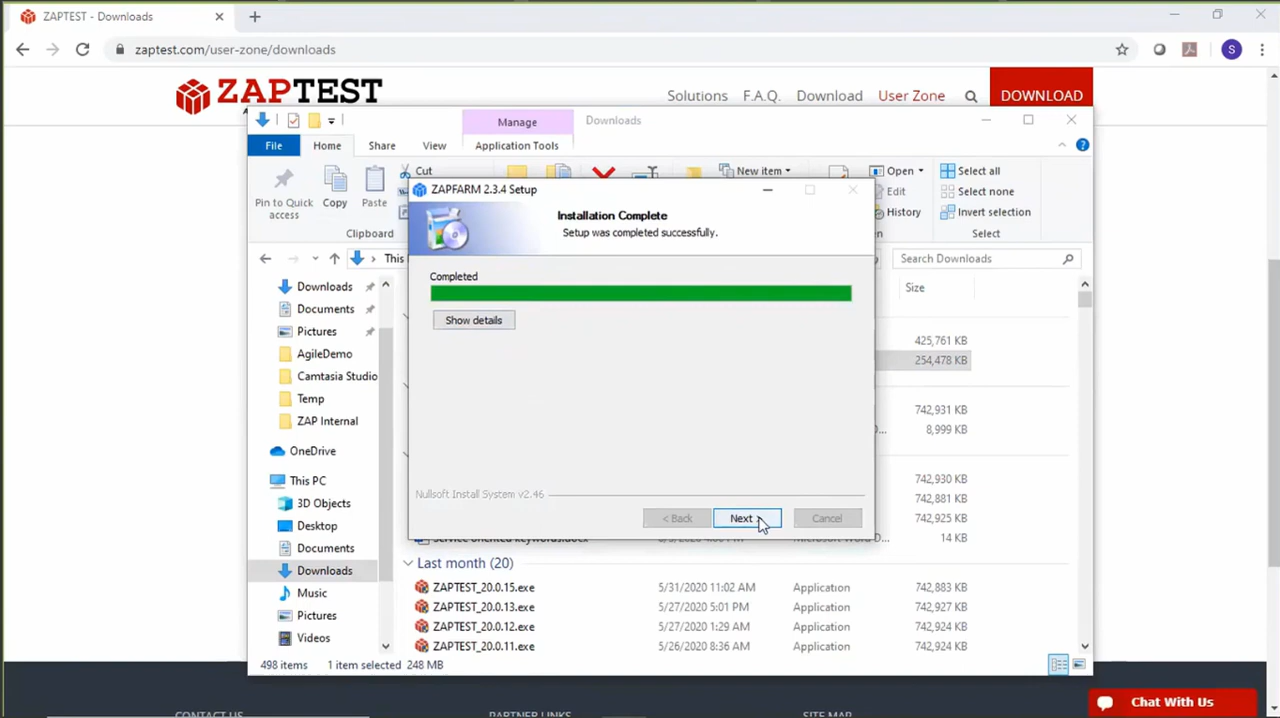 ZAPTEST - Downloads
zaptest.com/user-zone/downloads
S
ZAPTEST
Solutions F.A.Q. Download User Zone DOWNLOAD
Manage Downloads
File Home Share View Application Tools
Pin to Quick access
Copy
Paste
Cut
Clipboard
New item
Open
Edit
History
Select all
Select none
Invert selection
Select
This
Search Downloads
Downloads
Documents
Pictures
AgileDemo
Camtasia Studio
Temp
ZAP Internal
OneDrive
This PC
3D Objects
Desktop
Documents
Downloads
Music
Pictures
Videos
ZAPFARM 2.3.4 Setup
Installation Complete
Setup was completed successfully.
Completed
Show details
Nullsoft Install System v2.46
< Back Next > Cancel
Size
425,761 KB
254,478 KB
742,931 KB
8,999 KB
742,930 KB
742,881 KB
742,925 KB
14 KB
Last month (20)
ZAPTEST_20.0.15.exe 5/31/2020 11:02 AM Application 742,883 KB
ZAPTEST_20.0.13.exe 5/27/2020 5:01 PM Application 742,927 KB
ZAPTEST_20.0.12.exe 5/27/2020 1:29 AM Application 742,924 KB
ZAPTEST_20.0.11.exe 5/26/2020 8:36 AM Application 742,924 KB
498 items 1 item selected 248 MB
CONTACT US PARTNER LINKS SITE MAP
Chat With Us